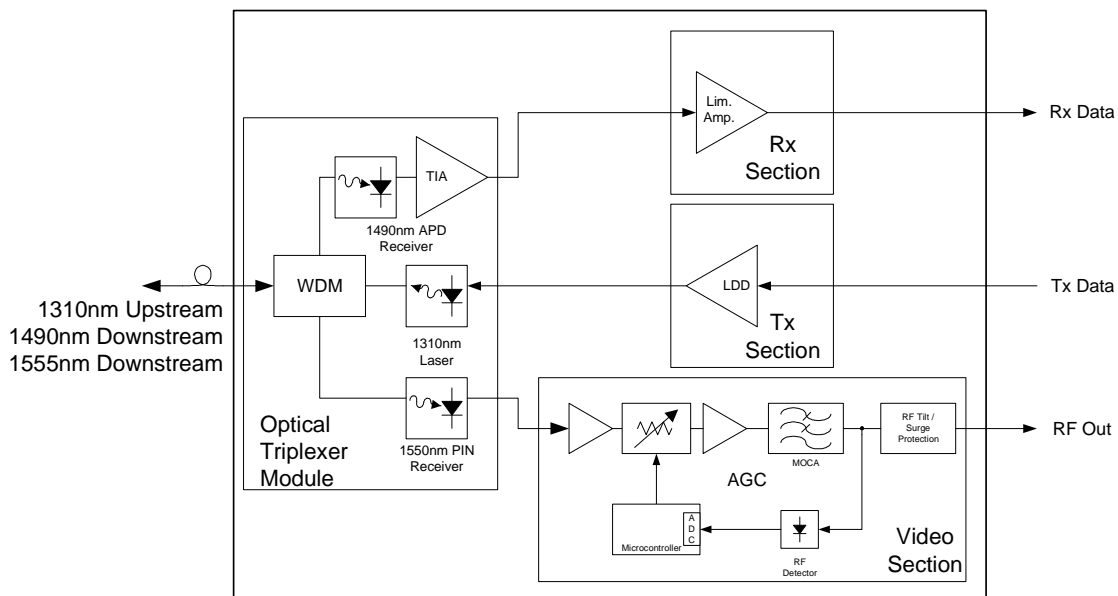 Lim.
Amp.
Rx
Section
Rx Data
TIA
1490nm APD
Receiver
WDM
1310nm Upstream
1490nm Downstream
1555nm Downstream
1310nm
Laser
LDD
Tx
Section
Tx Data
1550nm PIN
Receiver
Optical
Triplexer
Module
MOCA
RF Tilt /
Surge
Protection
RF Out
AGC
A
D
C
Microcontroller
RF
Detector
Video
Section